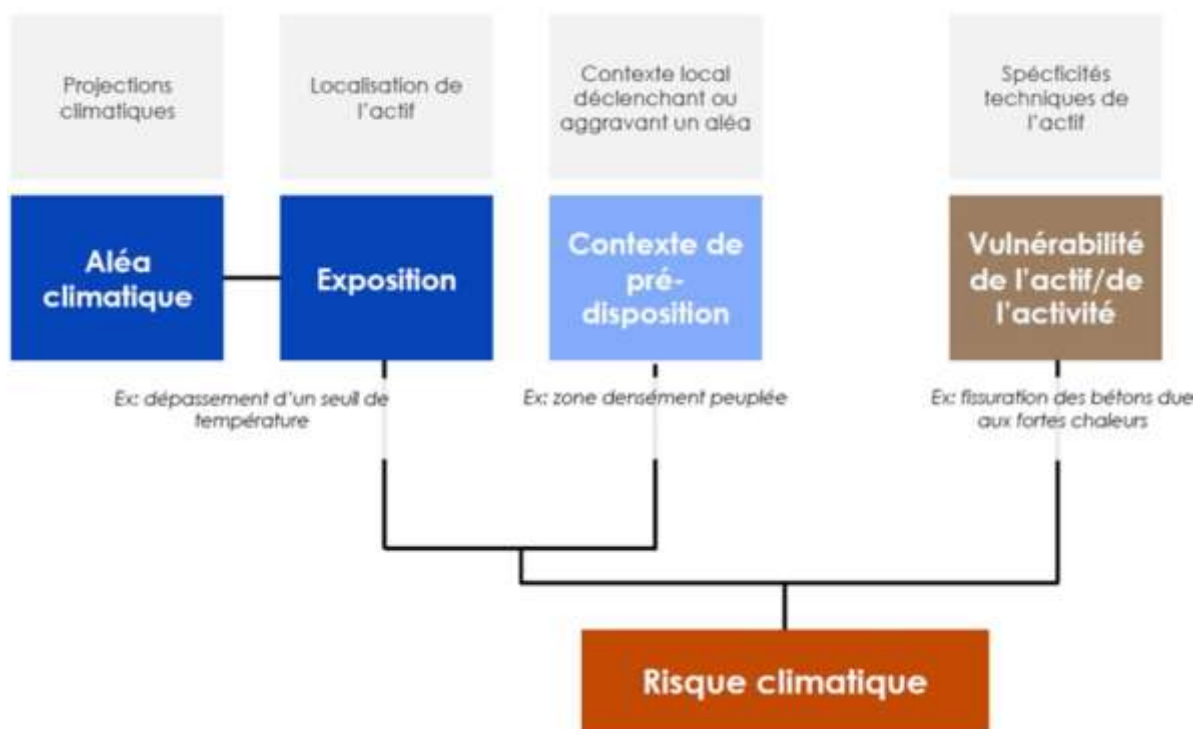 Projections
climatiques
Localisation de
l'actif
Contexte local
déclenchant ou
aggravant un aléa
Spécficités
techniques de
l'actif
Aléa
climatique
Exposition
Contexte de
pré-
disposition
Vulnérabilité
de l'actif/de
l'activité
Ex: dépassement d'un seuil de
température
Ex: zone densément peuplée
Ex: fissuration des bétons due
aux fortes chaleurs
Risque climatique